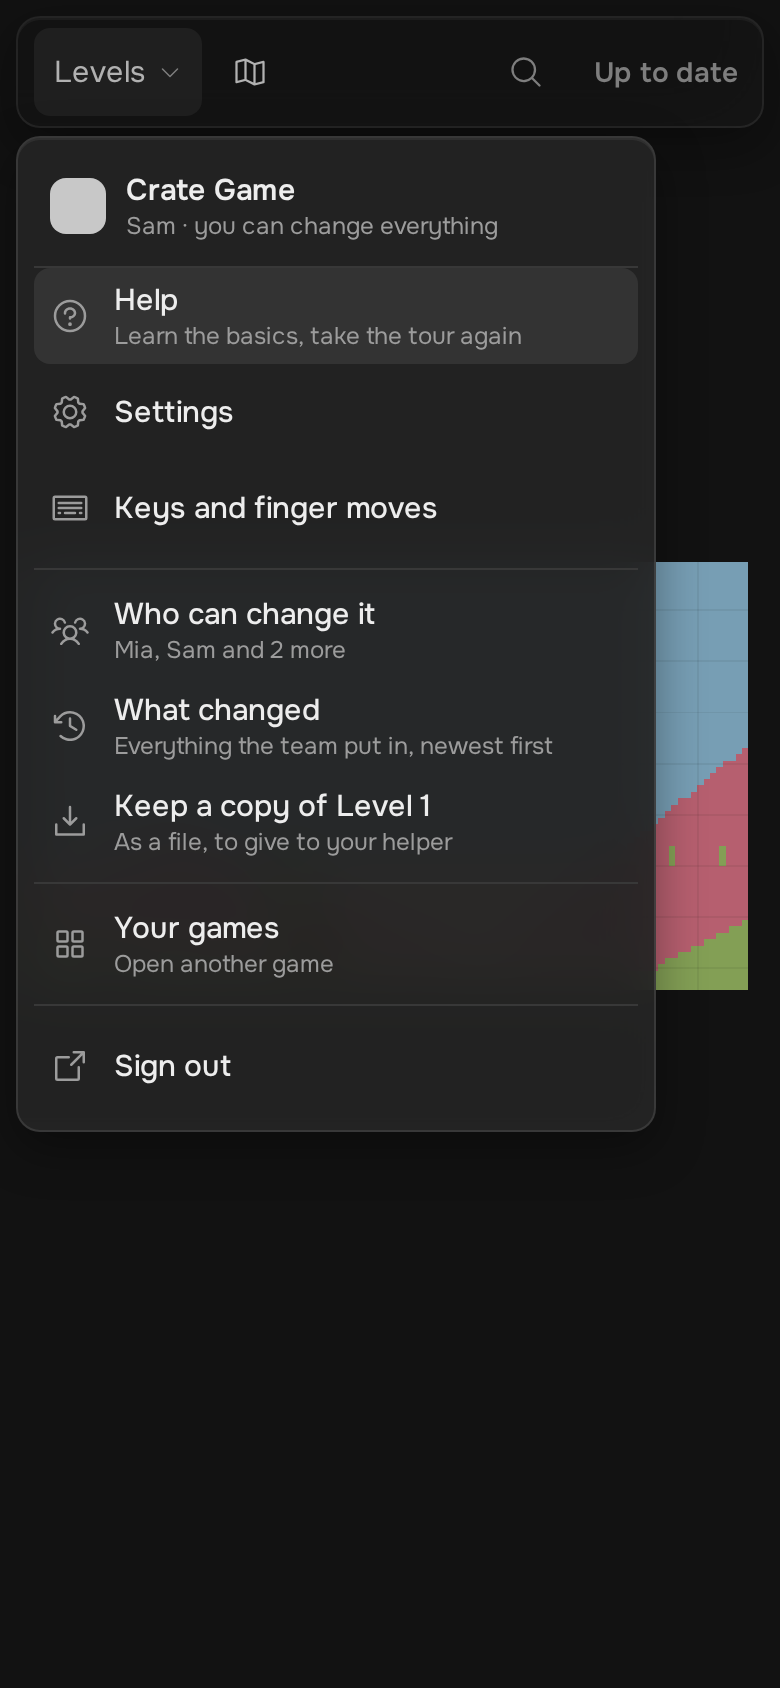 Levels
Up to date
Crate Game
Sam · you can change everything
Help
Learn the basics, take the tour again
Settings
Keys and finger moves
Who can change it
Mia, Sam and 2 more
What changed
Everything the team put in, newest first
Keep a copy of Level 1
As a file, to give to your helper
Your games
Open another game
Sign out